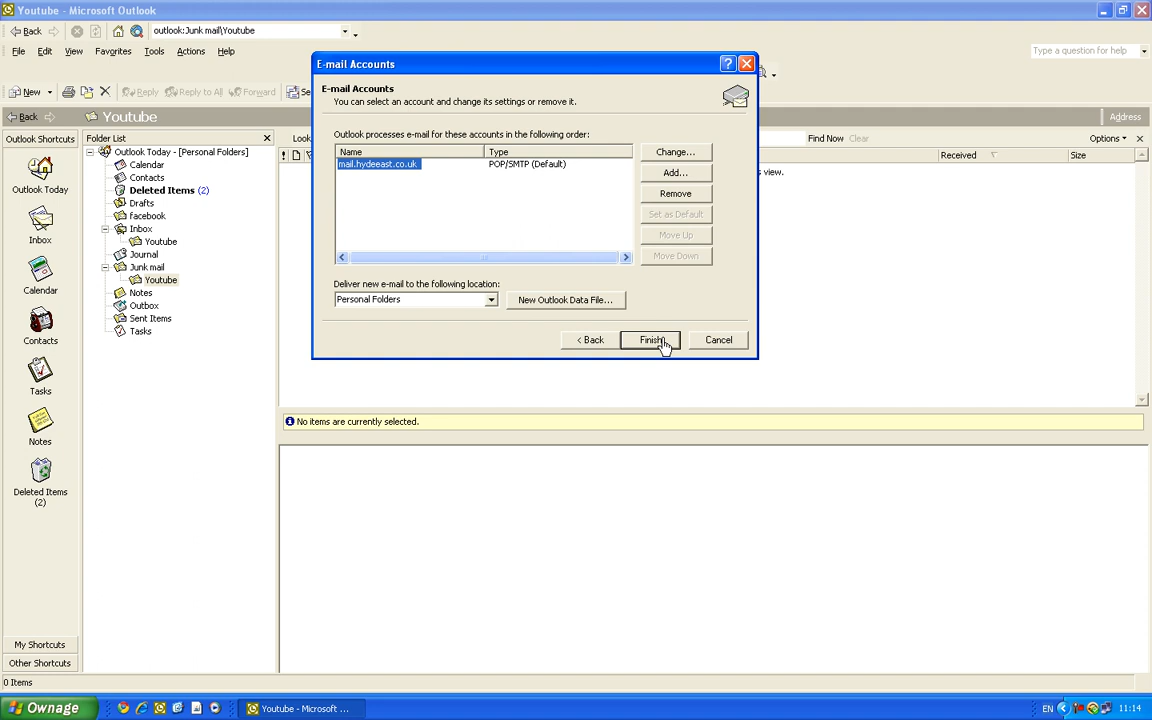 Youtube - Microsoft Outlook
Back
outlook:Junk mail\Youtube
File Edit View Favorites Tools Actions Help
Type a question for help
New Reply Reply to All Forward
Back Youtube Address
Outlook Shortcuts
Outlook Today
Inbox
Calendar
Contacts
Tasks
Notes
Deleted Items
(2)
My Shortcuts
Other Shortcuts
Folder List
Outlook Today - [Personal Folders]
Calendar
Contacts
Deleted Items (2)
Drafts
facebook
Inbox
Youtube
Journal
Junk mail
Youtube
Notes
Outbox
Sent Items
Tasks
Find Now Clear Options
Received Size
E-mail Accounts
E-mail Accounts
You can select an account and change its settings or remove it.
Outlook processes e-mail for these accounts in the following order:
Name Type
mail.hydeeast.co.uk POP/SMTP (Default)
Change...
Add...
Remove
Set as Default
Move Up
Move Down
Deliver new e-mail to the following location:
Personal Folders New Outlook Data File...
< Back Finish Cancel
No items are currently selected.
0 Items
Ownage Youtube - Microsoft ... EN 11:14